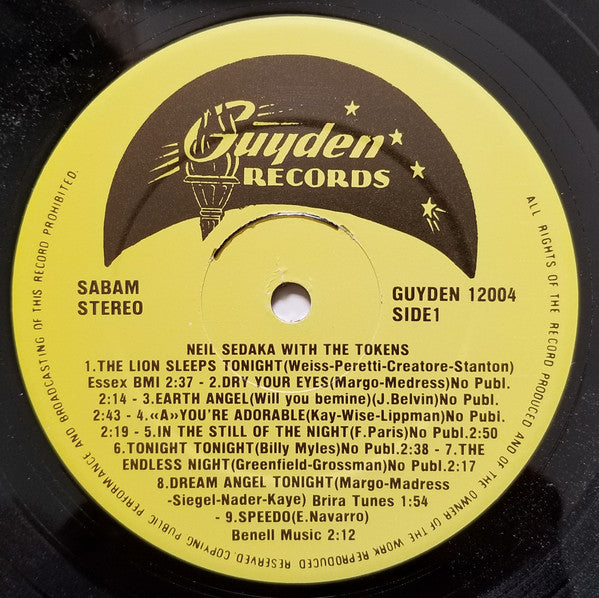 Guyden
RECORDS
SABAM
STEREO
GUYDEN 12004
SIDE1
NEIL SEDAKA WITH THE TOKENS
1.THE LION SLEEPS TONIGHT(Weiss-Peretti-Creatore-Stanton)
Essex BMI 2:37 - 2.DRY YOUR EYES(Margo-Medress)No Publ.
2:14 - 3.EARTH ANGEL(Will you bemine)(J.Belvin)No Publ.
2:43 - 4.«A»YOU'RE ADORABLE(Kay-Wise-Lippman)No Publ.
2:19 - 5.IN THE STILL OF THE NIGHT(F.Paris)No Publ.2:50
6.TONIGHT TONIGHT(Billy Myles)No Publ.2:38 - 7.THE
ENDLESS NIGHT(Greenfield-Grossman)No Publ.2:17
8.DREAM ANGEL TONIGHT(Margo-Madress
-Siegel-Nader-Kaye) Brira Tunes 1:54
- 9.SPEEDO(E.Navarro)
Benell Music 2:12
ALL RIGHTS OF THE RECORD PRODUCED AND OF THE OWNER OF THE WORK REPRODUCED RESERVED. COPYING PUBLIC PERFORMANCE AND BROADCASTING OF THIS RECORD PROHIBITED.